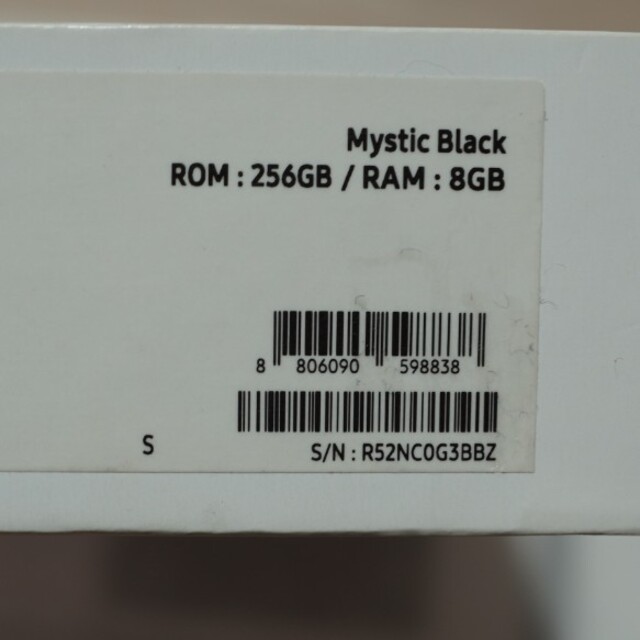 Mystic Black
ROM : 256GB / RAM : 8GB
8 806090 598838
S
S/N : R52NC0G3BBZ